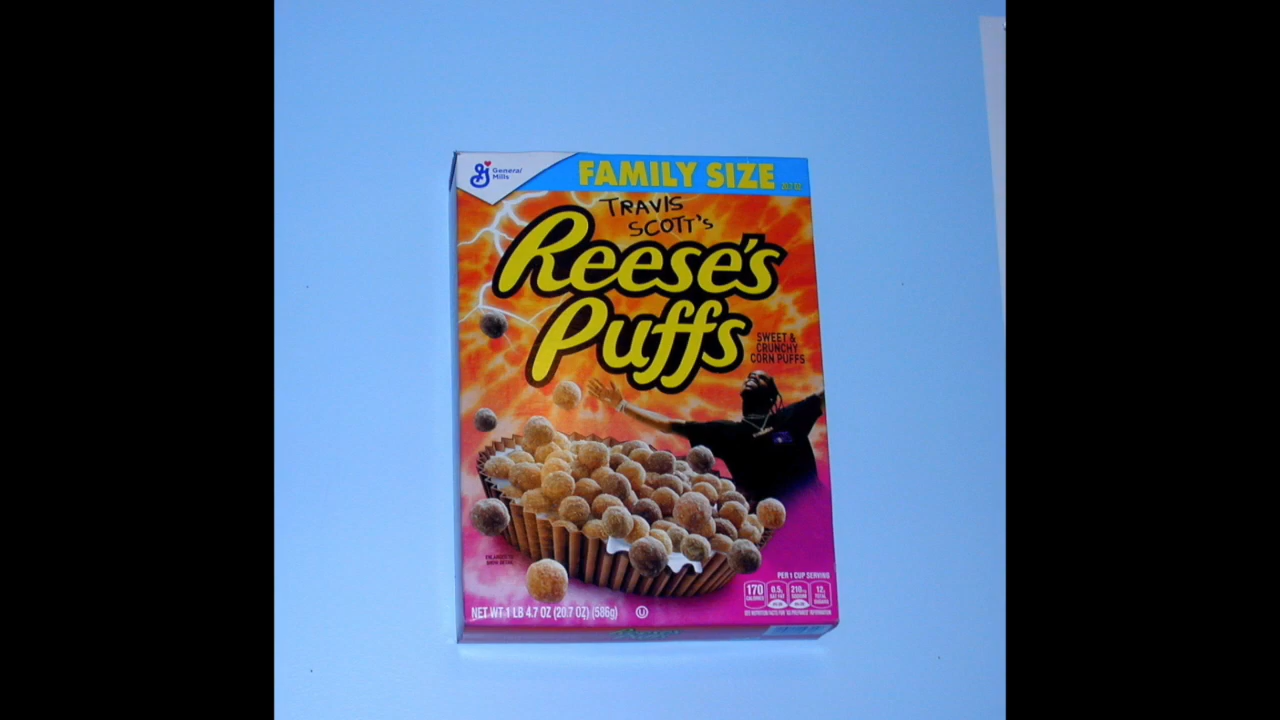 General
Mills
FAMILY SIZE
TRAVIS
SCOTT'S
Reese's
Puffs
SWEET &
CRUNCHY
CORN PUFFS
PER 1 CUP SERVING
170
CALORIES
NET WT 1 LB 4.7 OZ (20.7 OZ) (586g)